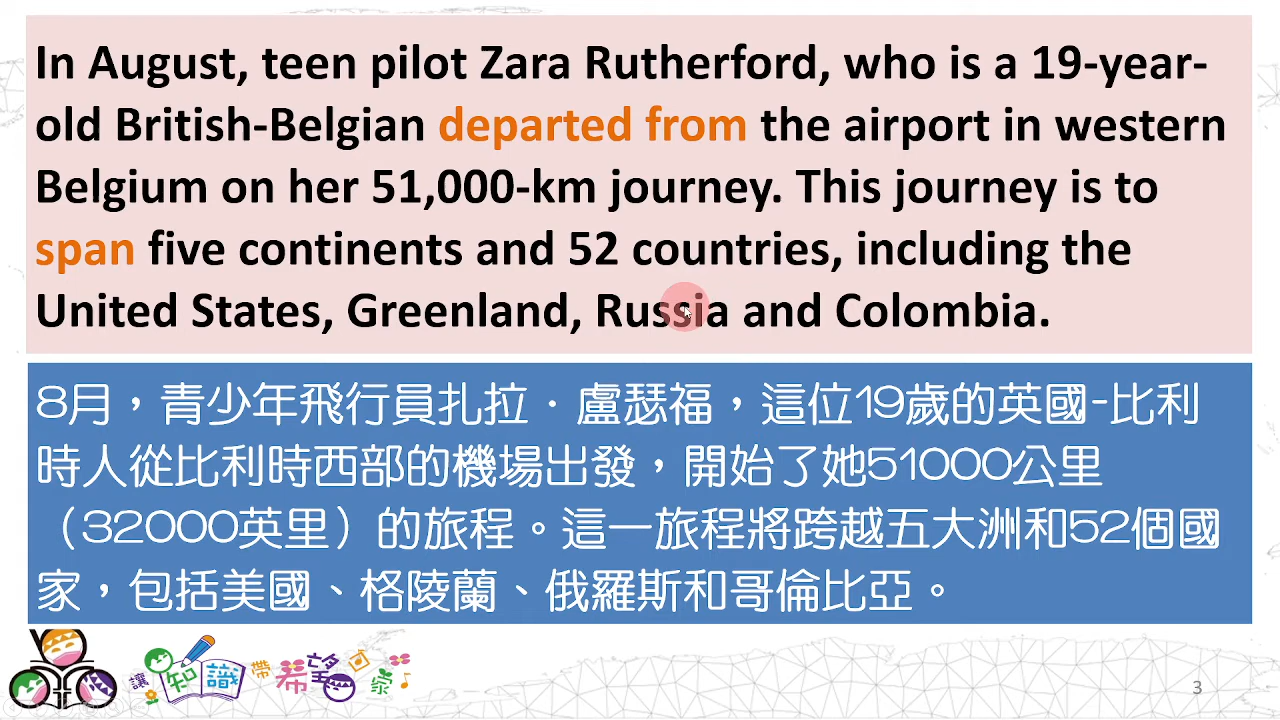 In August, teen pilot Zara Rutherford, who is a 19-year-
old British-Belgian departed from the airport in western
Belgium on her 51,000-km journey. This journey is to
span five continents and 52 countries, including the
United States, Greenland, Russia and Colombia.
8月，青少年飛行員扎拉．盧瑟福，這位19歲的英國-比利
時人從比利時西部的機場出發，開始了她51000公里
（32000英里）的旅程。這一旅程將跨越五大洲和52個國
家，包括美國、格陵蘭、俄羅斯和哥倫比亞。
讓知識帶希望回家
3